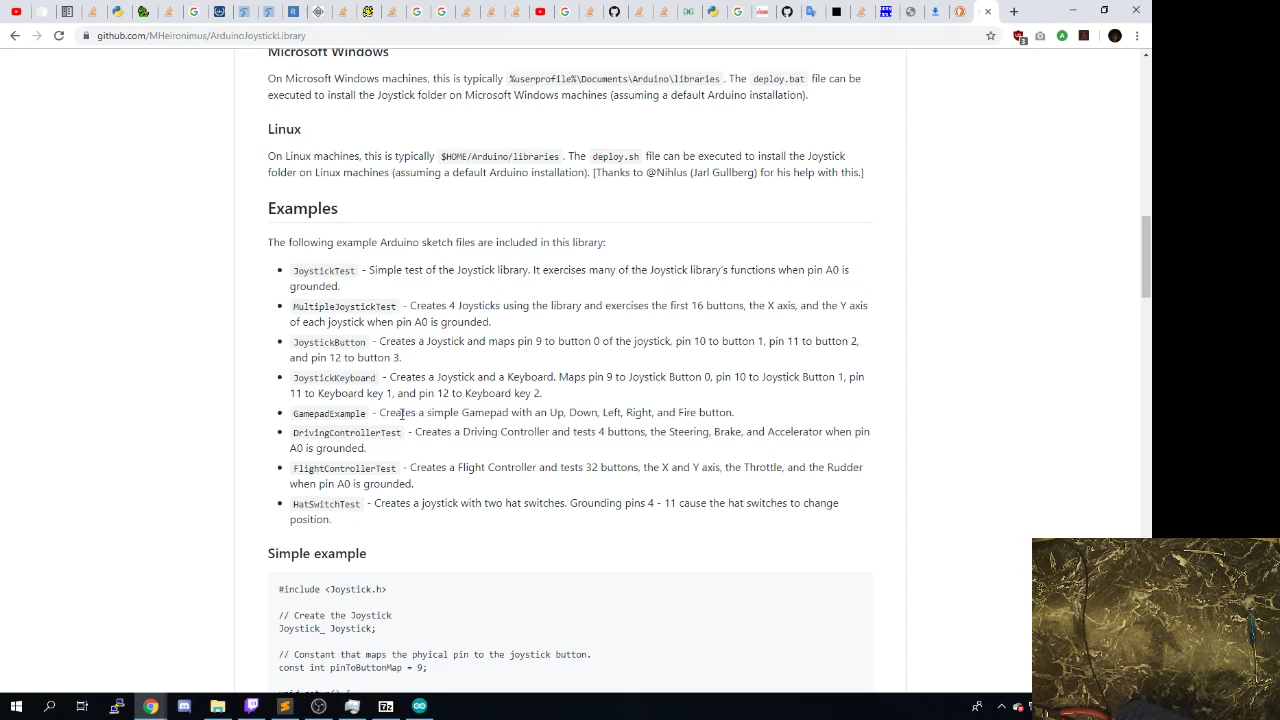 github.com/MHeironimus/ArduinoJoystickLibrary
Microsoft Windows
On Microsoft Windows machines, this is typically %userprofile%\Documents\Arduino\libraries . The deploy.bat file can be
executed to install the Joystick folder on Microsoft Windows machines (assuming a default Arduino installation).
Linux
On Linux machines, this is typically $HOME/Arduino/libraries . The deploy.sh file can be executed to install the Joystick
folder on Linux machines (assuming a default Arduino installation). [Thanks to @Nihlus (Jarl Gullberg) for his help with this.]
Examples
The following example Arduino sketch files are included in this library:
JoystickTest - Simple test of the Joystick library. It exercises many of the Joystick library's functions when pin A0 is
grounded.
MultipleJoystickTest - Creates 4 Joysticks using the library and exercises the first 16 buttons, the X axis, and the Y axis
of each joystick when pin A0 is grounded.
JoystickButton - Creates a Joystick and maps pin 9 to button 0 of the joystick, pin 10 to button 1, pin 11 to button 2,
and pin 12 to button 3.
JoystickKeyboard - Creates a Joystick and a Keyboard. Maps pin 9 to Joystick Button 0, pin 10 to Joystick Button 1, pin
11 to Keyboard key 1, and pin 12 to Keyboard key 2.
GamepadExample - Creates a simple Gamepad with an Up, Down, Left, Right, and Fire button.
DrivingControllerTest - Creates a Driving Controller and tests 4 buttons, the Steering, Brake, and Accelerator when pin
A0 is grounded.
FlightControllerTest - Creates a Flight Controller and tests 32 buttons, the X and Y axis, the Throttle, and the Rudder
when pin A0 is grounded.
HatSwitchTest - Creates a joystick with two hat switches. Grounding pins 4 - 11 cause the hat switches to change
position.
Simple example
#include <Joystick.h>
// Create the Joystick
Joystick_ Joystick;
// Constant that maps the phyical pin to the joystick button.
const int pinToButtonMap = 9;